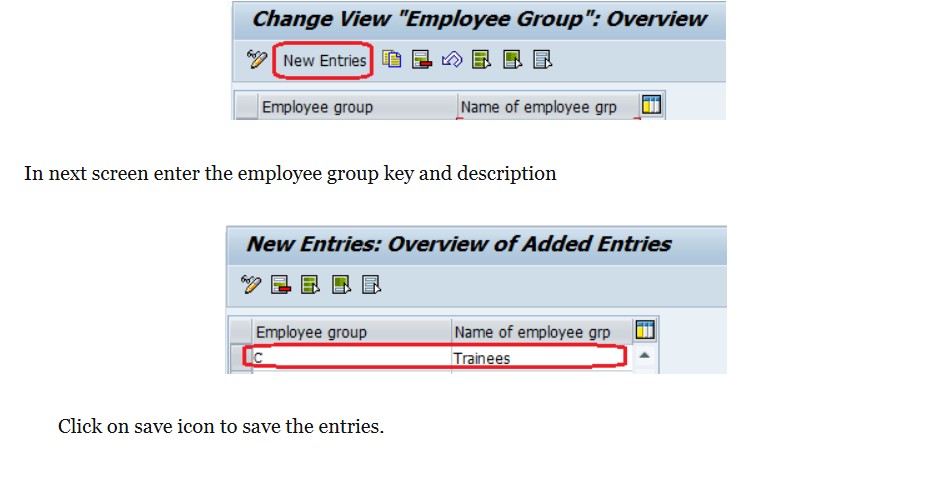 Change View "Employee Group": Overview
New Entries
Employee group Name of employee grp
In next screen enter the employee group key and description
New Entries: Overview of Added Entries
Employee group Name of employee grp
C Trainees
Click on save icon to save the entries.